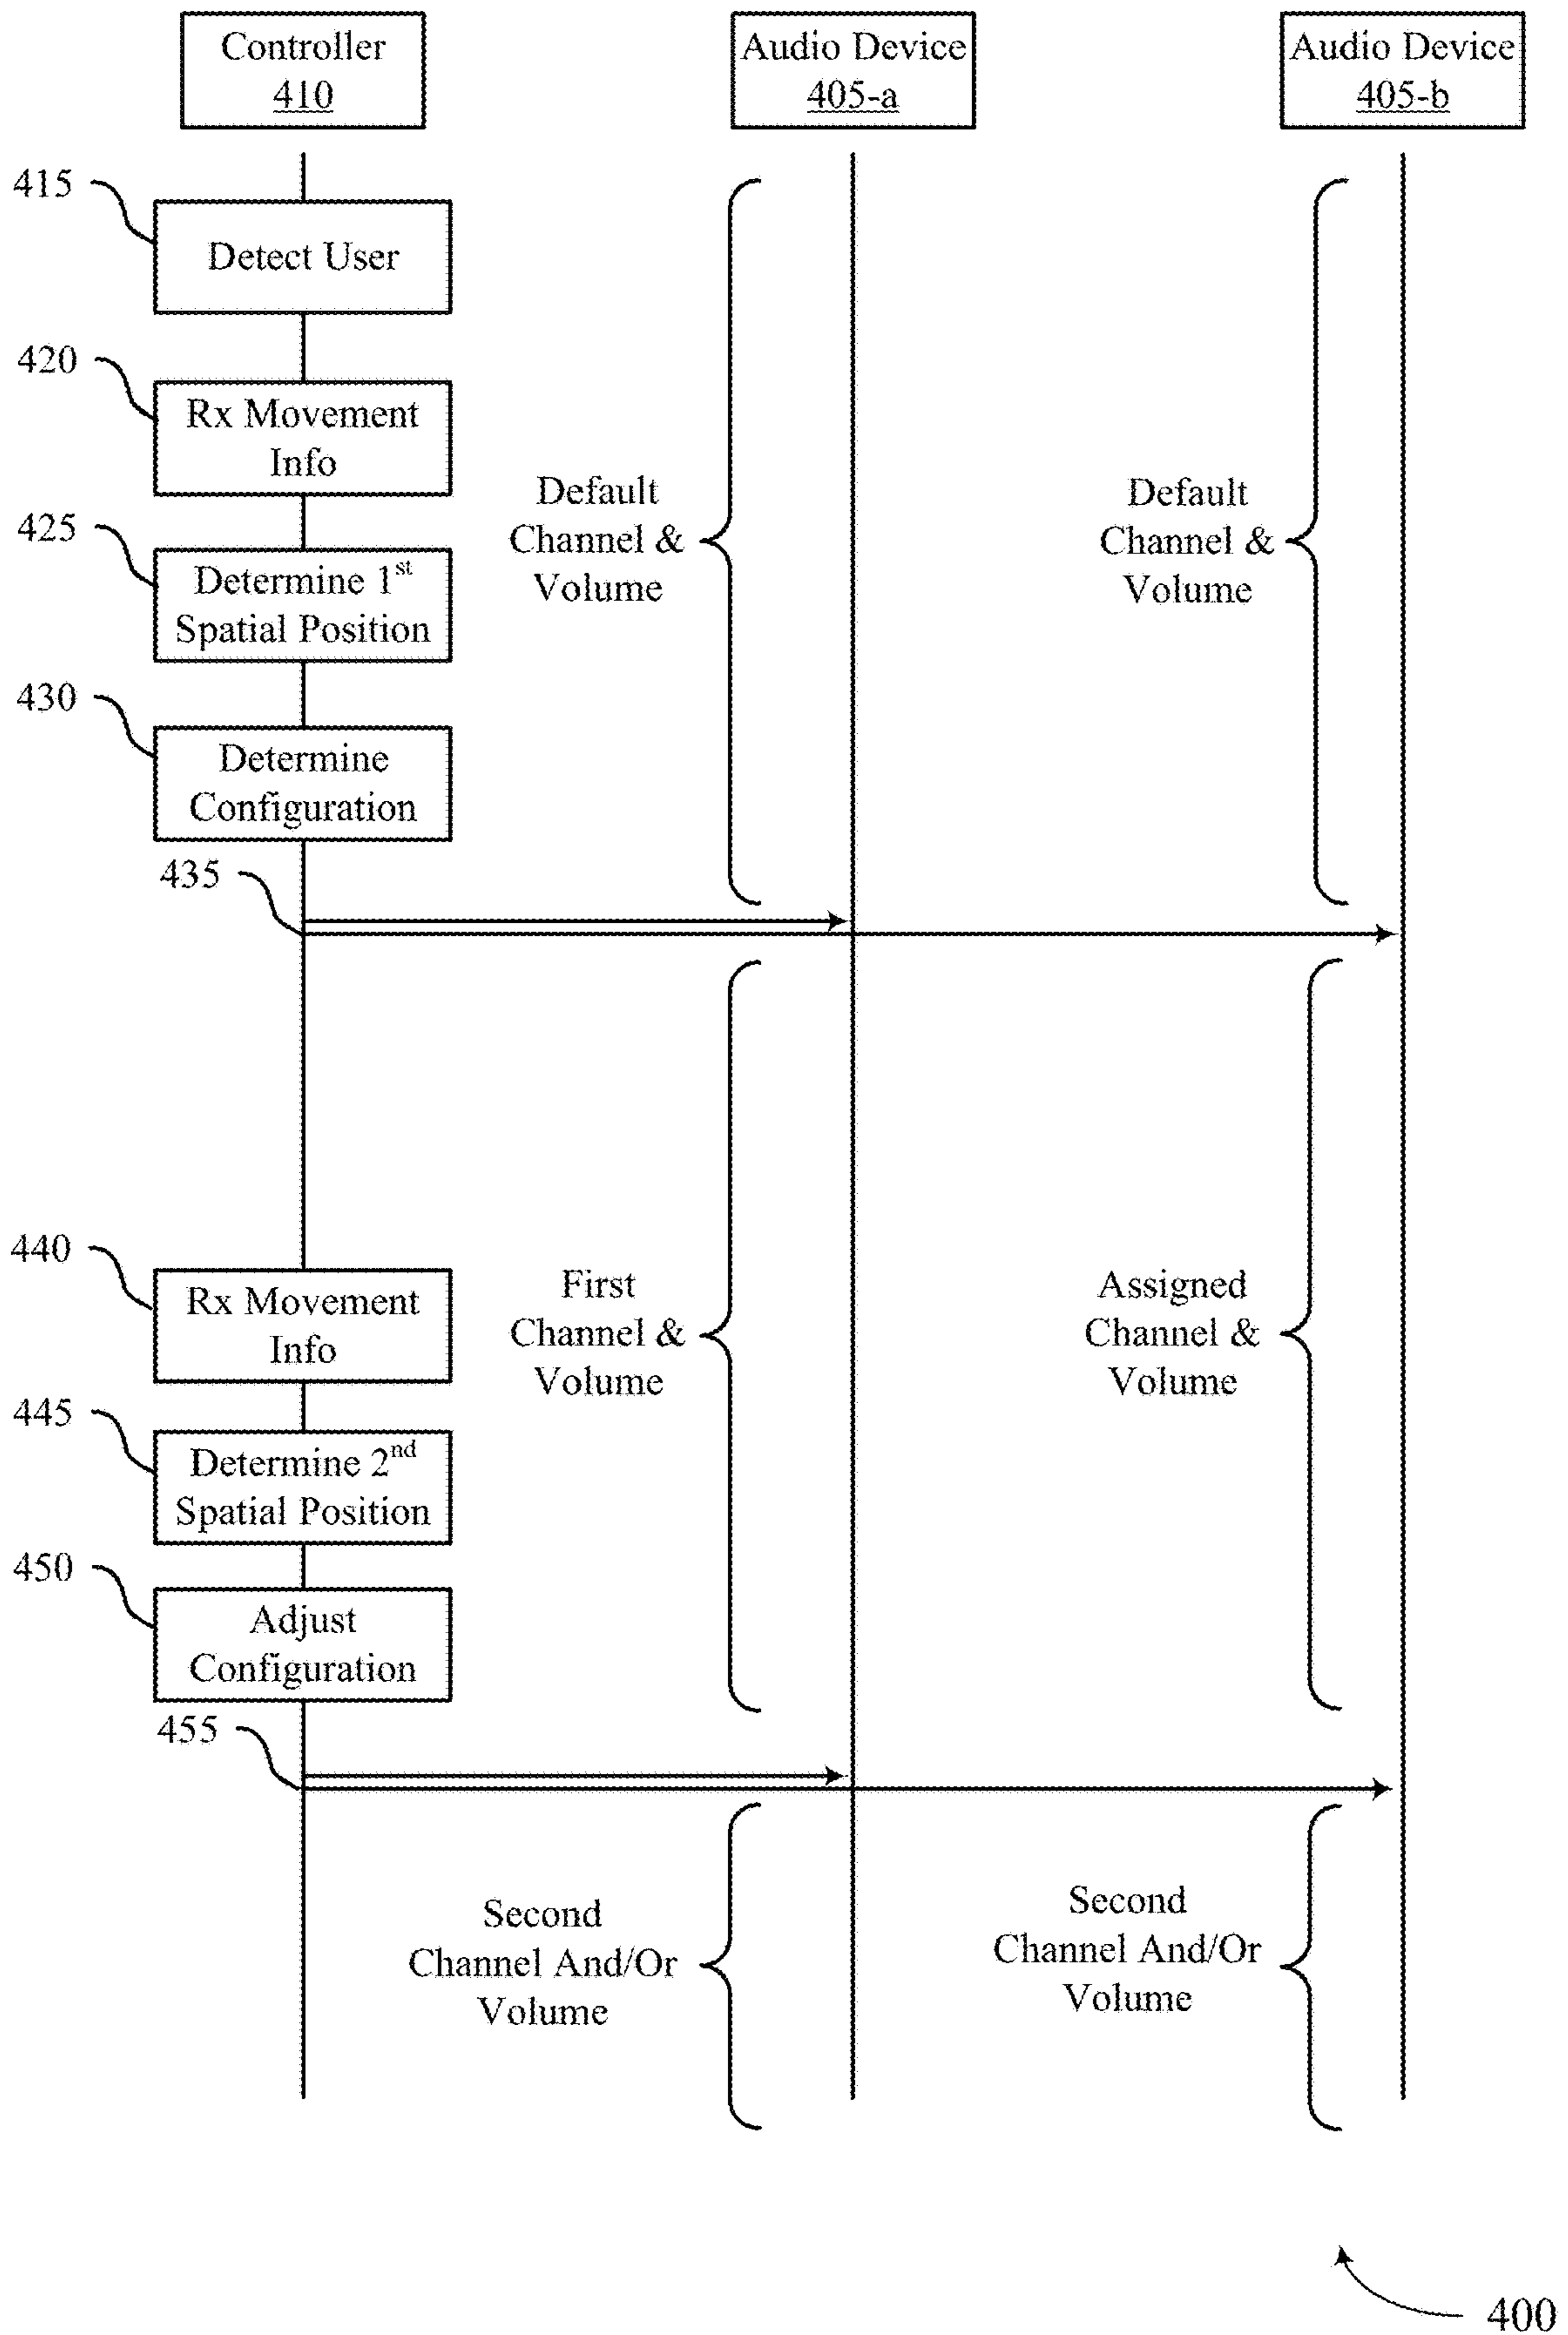 Controller
410
Audio Device
405-a
Audio Device
405-b
415
Detect User
420
Rx Movement
Info
425
Determine 1st
Spatial Position
430
Determine
Configuration
Default
Channel &
Volume
Default
Channel &
Volume
435
440
Rx Movement
Info
445
Determine 2nd
Spatial Position
450
Adjust
Configuration
First
Channel &
Volume
Assigned
Channel &
Volume
455
Second
Channel And/Or
Volume
Second
Channel And/Or
Volume
400